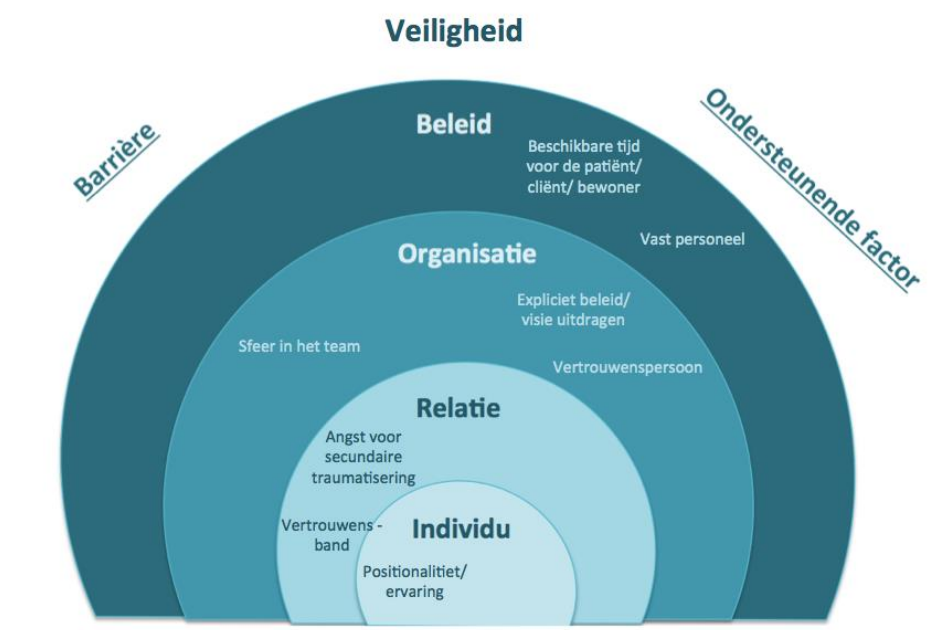 Veiligheid
Barrière
Ondersteunende factor
Beleid
Beschikbare tijd
voor de patiënt/
cliënt/ bewoner
Vast personeel
Organisatie
Expliciet beleid/
visie uitdragen
Sfeer in het team
Vertrouwenspersoon
Relatie
Angst voor
secundaire
traumatisering
Vertrouwens -
band
Individu
Positionalitiet/
ervaring